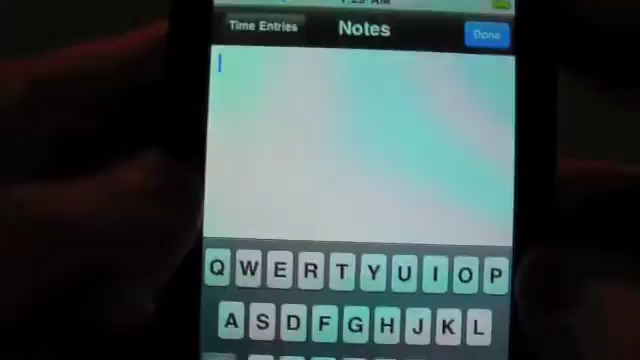 Time Entries
Notes
Done
Q W E R T Y U I O P
A S D F G H J K L